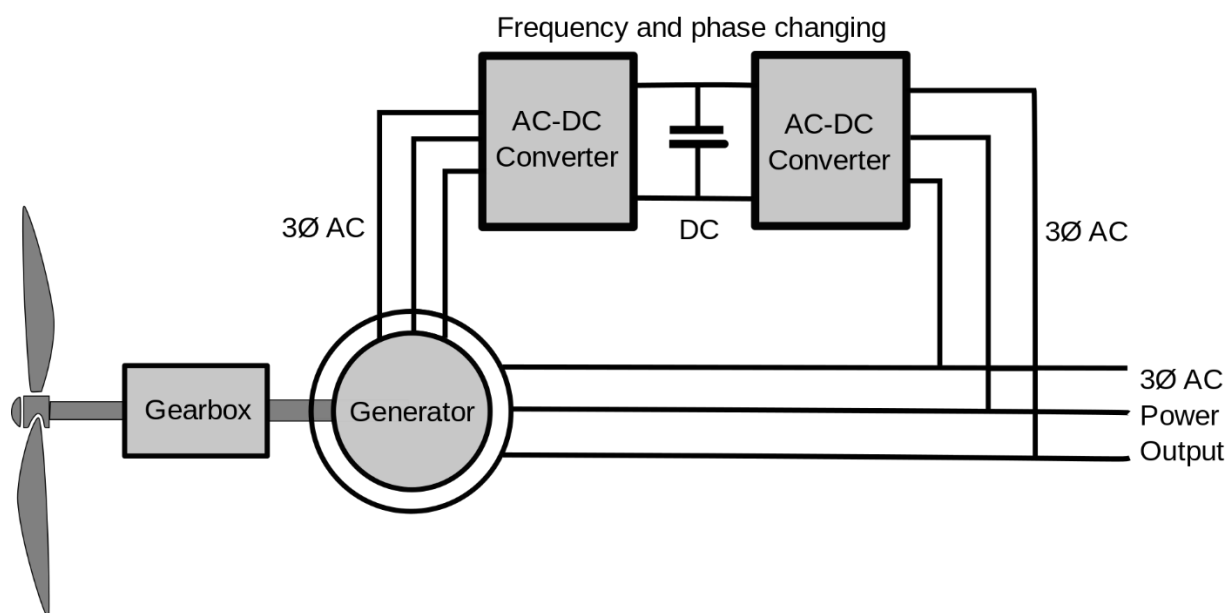 Frequency and phase changing
AC-DC
Converter
AC-DC
Converter
3Ø AC
DC
3Ø AC
Gearbox
Generator
3Ø AC
Power
Output